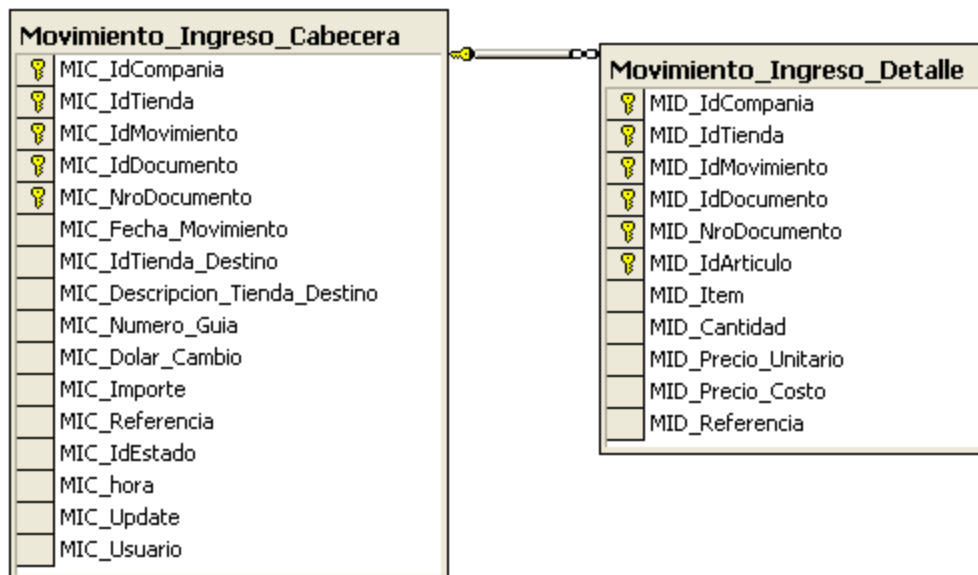 Movimiento_Ingreso_Cabecera
MIC_IdCompania
MIC_IdTienda
MIC_IdMovimiento
MIC_IdDocumento
MIC_NroDocumento
MIC_Fecha_Movimiento
MIC_IdTienda_Destino
MIC_Descripcion_Tienda_Destino
MIC_Numero_Guia
MIC_Dolar_Cambio
MIC_Importe
MIC_Referencia
MIC_IdEstado
MIC_hora
MIC_Update
MIC_Usuario
Movimiento_Ingreso_Detalle
MID_IdCompania
MID_IdTienda
MID_IdMovimiento
MID_IdDocumento
MID_NroDocumento
MID_IdArticulo
MID_Item
MID_Cantidad
MID_Precio_Unitario
MID_Precio_Costo
MID_Referencia